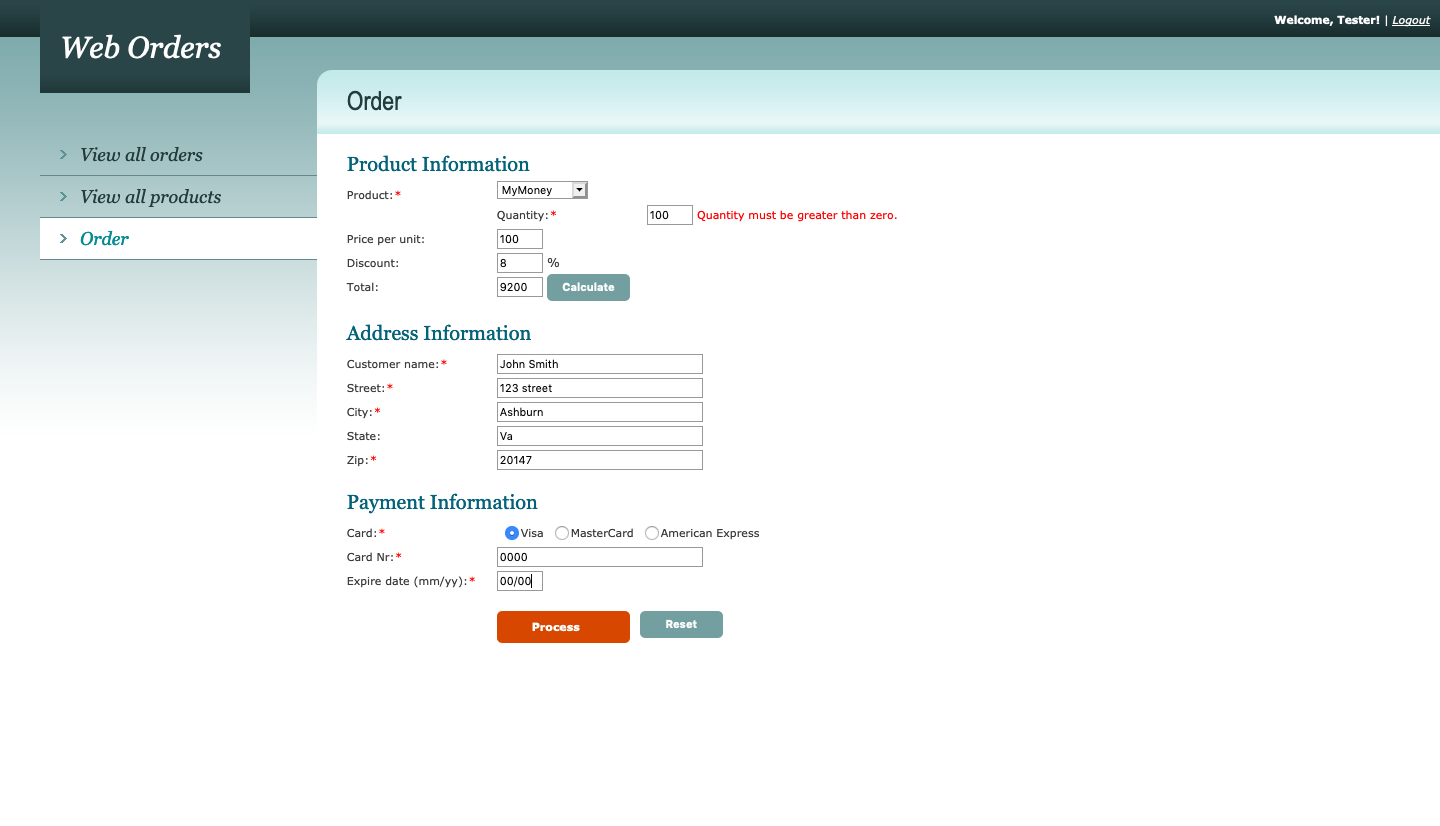 Welcome, Tester! | Logout
Web Orders
View all orders
View all products
Order
Order
Product Information
Product:* MyMoney
Quantity:* 100 Quantity must be greater than zero.
Price per unit: 100
Discount: 8 %
Total: 9200 Calculate
Address Information
Customer name:* John Smith
Street:* 123 street
City:* Ashburn
State: Va
Zip:* 20147
Payment Information
Card:* Visa MasterCard American Express
Card Nr:* 0000
Expire date (mm/yy):* 00/00
Process Reset